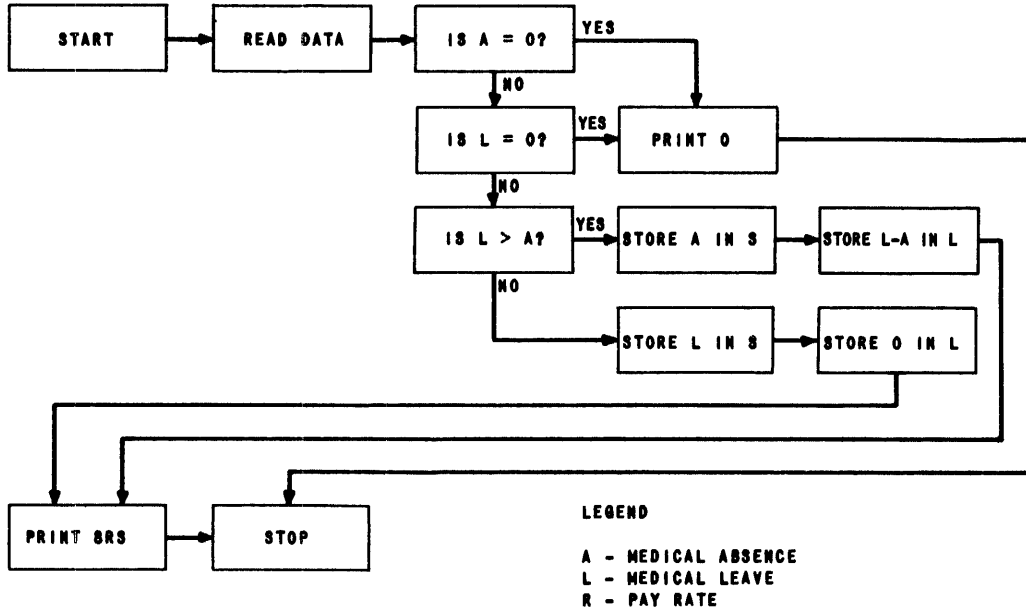 START
READ DATA
IS A = 0?
YES
NO
IS L = 0?
YES
PRINT 0
NO
IS L > A?
YES
STORE A IN S
STORE L-A IN L
NO
STORE L IN S
STORE 0 IN L
PRINT 8RS
STOP
LEGEND
A - MEDICAL ABSENCE
L - MEDICAL LEAVE
R - PAY RATE